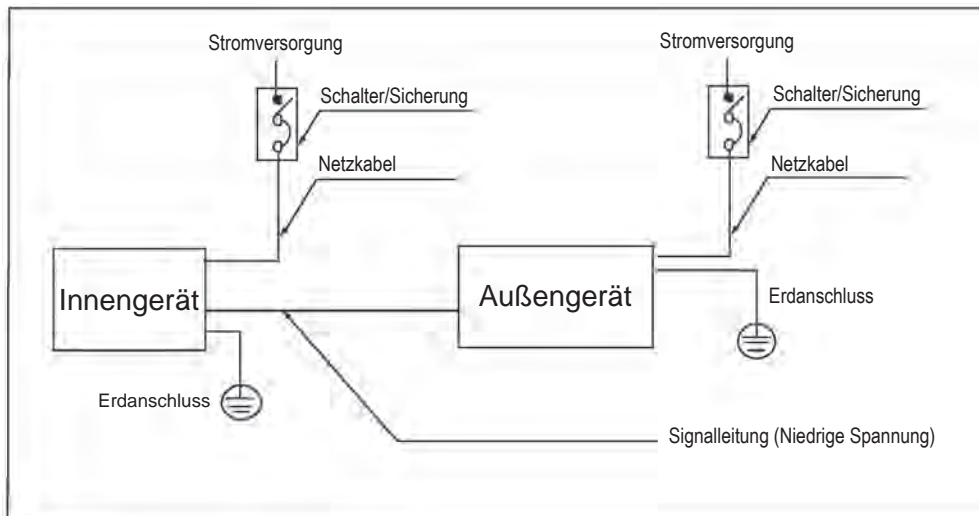 Stromversorgung
Stromversorgung
Schalter/Sicherung
Schalter/Sicherung
Netzkabel
Netzkabel
Innengerät
Außengerät
Erdanschluss
Erdanschluss
Signalleitung (Niedrige Spannung)